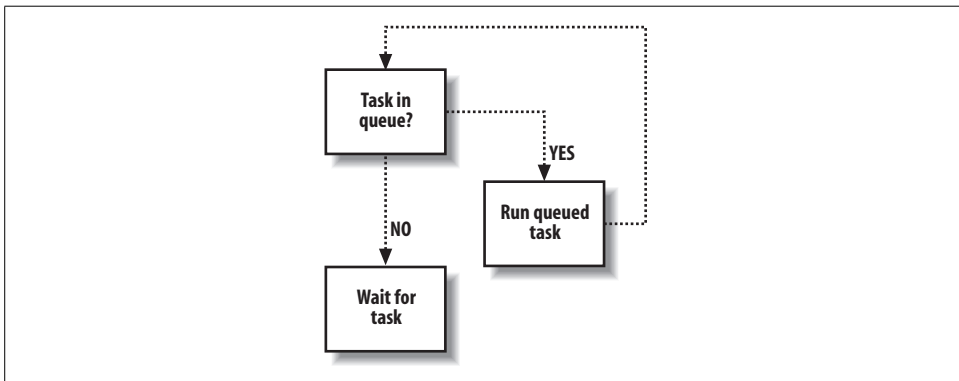 Task in
queue?
YES
Run queued
task
NO
Wait for
task